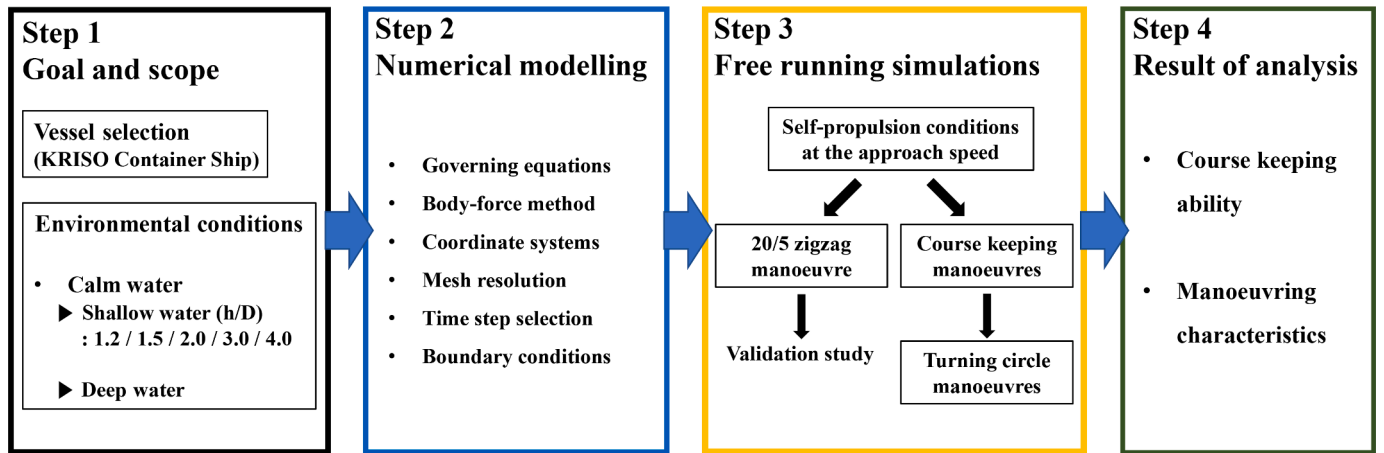 Step 1
Goal and scope
Vessel selection
(KRISO Container Ship)
Environmental conditions
• Calm water
▶ Shallow water (h/D)
: 1.2 / 1.5 / 2.0 / 3.0 / 4.0
▶ Deep water
Step 2
Numerical modelling
• Governing equations
• Body-force method
• Coordinate systems
• Mesh resolution
• Time step selection
• Boundary conditions
Step 3
Free running simulations
Self-propulsion conditions
at the approach speed
20/5 zigzag
manoeuvre
Validation study
Course keeping
manoeuvres
Turning circle
manoeuvres
Step 4
Result of analysis
• Course keeping
ability
• Manoeuvring
characteristics